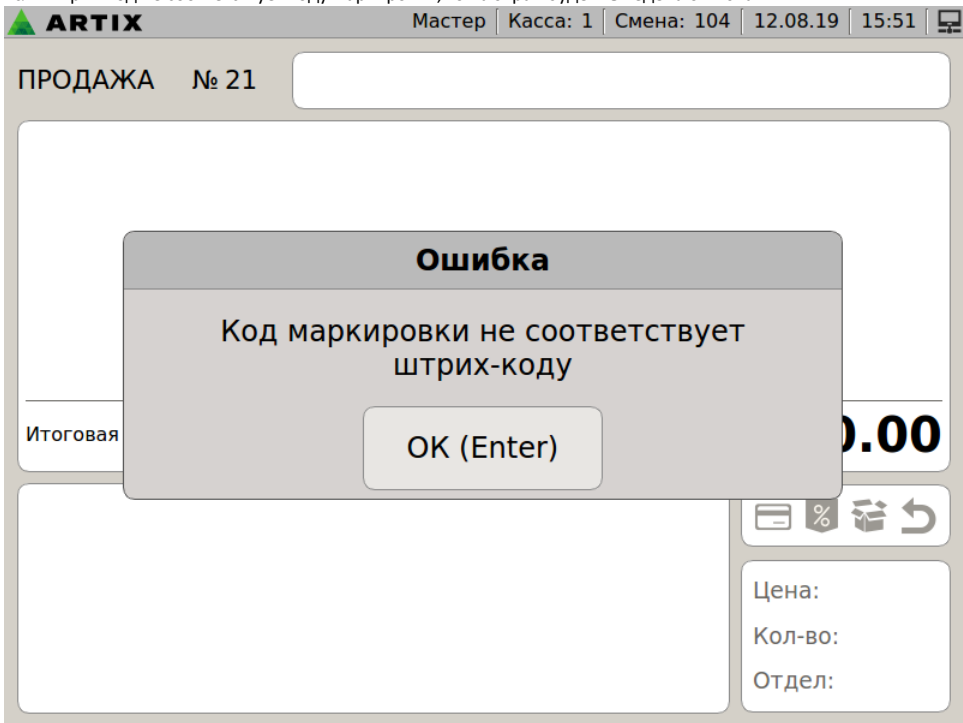 ARTIX
Мастер Касса: 1 Смена: 104 12.08.19 15:51
ПРОДАЖА № 21
Ошибка
Код маркировки не соответствует
штрих-коду
ОК (Enter)
Итоговая
.00
%
Цена:
Кол-во:
Отдел: